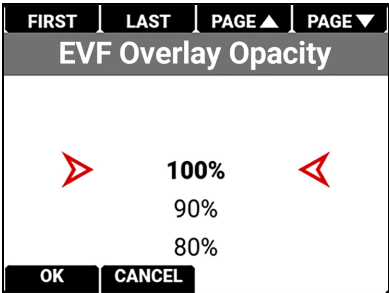 FIRST LAST PAGE▲ PAGE▼
EVF Overlay Opacity
100%
90%
80%
OK CANCEL